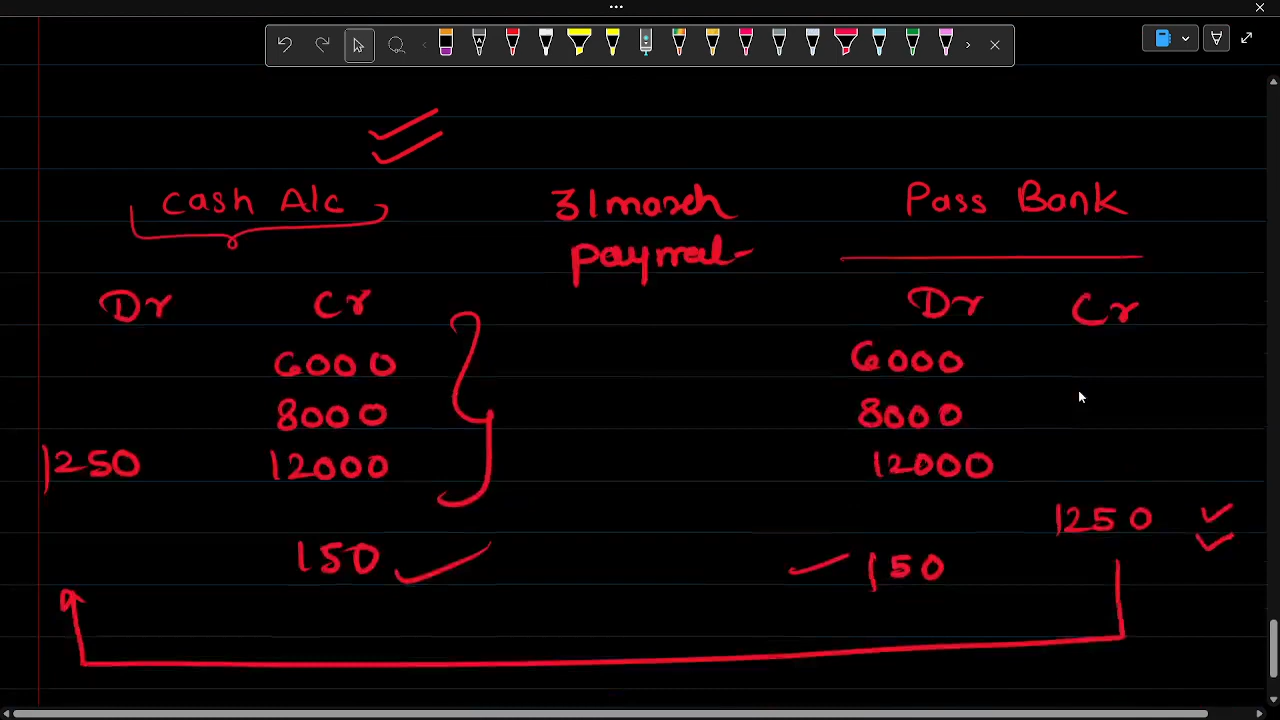 Cash A/c 31 march Pass Bank
paymet
Dr Cr Dr Cr
6000 6000
8000 8000
1250 12000 12000
1250
150 150